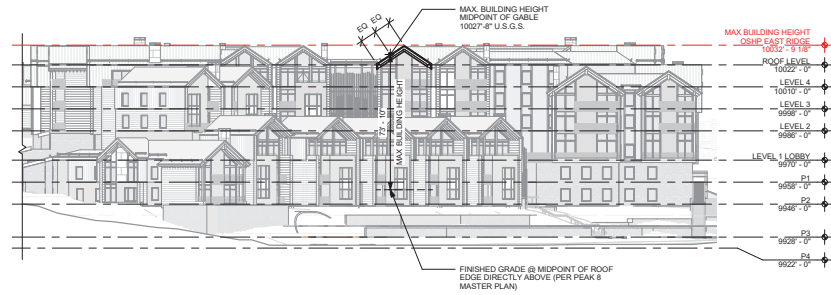 MAX. BUILDING HEIGHT
MIDPOINT OF GABLE
10027'-8" U.S.G.S.
EQ
EQ
73' - 10"
MAX BUILDING HEIGHT
MAX BUILDING HEIGHT
OSHP EAST RIDGE
10032' - 9 1/8"
ROOF LEVEL
10022' - 0"
LEVEL 4
10010' - 0"
LEVEL 3
9998' - 0"
LEVEL 2
9986' - 0"
LEVEL 1 LOBBY
9970' - 0"
P1
9958' - 0"
P2
9946' - 0"
P3
9928' - 0"
P4
9922' - 0"
FINISHED GRADE @ MIDPOINT OF ROOF
EDGE DIRECTLY ABOVE (PER PEAK 8
MASTER PLAN)